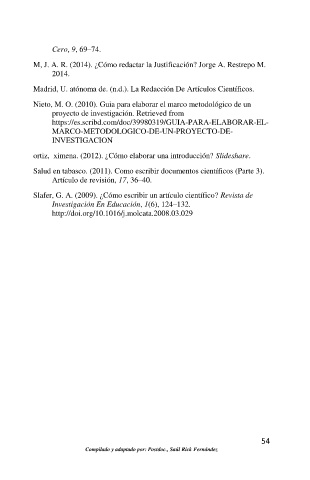 Cero, 9, 69–74.
M, J. A. R. (2014). ¿Cómo redactar la Justificación? Jorge A. Restrepo M.
2014.
Madrid, U. atónoma de. (n.d.). La Redacción De Artículos Científicos.
Nieto, M. O. (2010). Guia para elaborar el marco metodológico de un
proyecto de investigación. Retrieved from
https://es.scribd.com/doc/39980319/GUIA-PARA-ELABORAR-EL-
MARCO-METODOLOGICO-DE-UN-PROYECTO-DE-
INVESTIGACION
ortiz, ximena. (2012). ¿Cómo elaborar una introducción? Slideshare.
Salud en tabasco. (2011). Como escribir documentos científicos (Parte 3).
Artículo de revisión, 17, 36–40.
Slafer, G. A. (2009). ¿Cómo escribir un artículo científico? Revista de
Investigación En Educación, 1(6), 124–132.
http://doi.org/10.1016/j.molcata.2008.03.029
54
Compilado y adaptado por: Postdoc., Saúl Rick Fernández